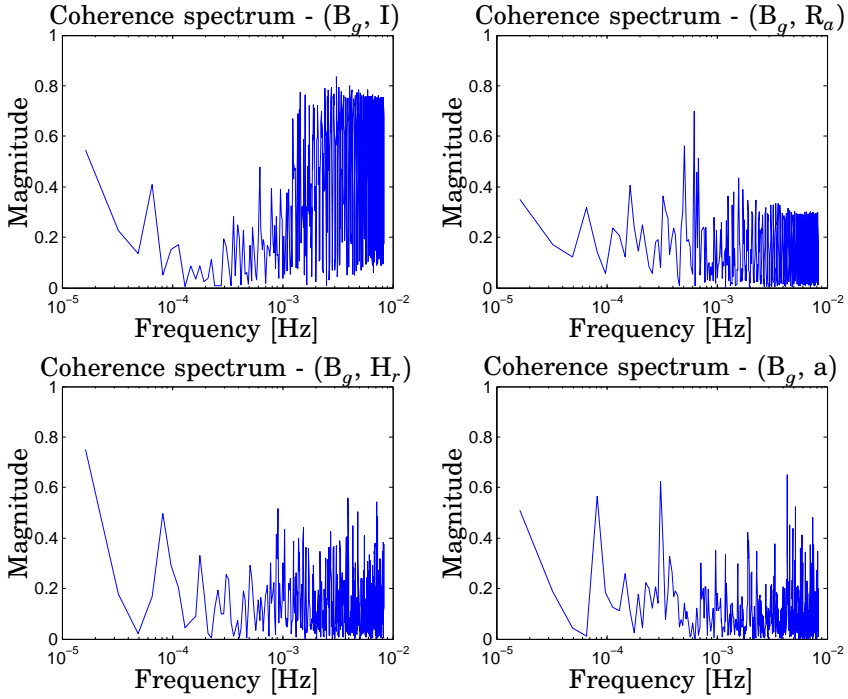 Coherence spectrum - (B_g, I)
1
0.8
0.6
0.4
0.2
0
Magnitude
10^−5 10^−4 10^−3 10^−2
Frequency [Hz]
Coherence spectrum - (B_g, R_a)
1
0.8
0.6
0.4
0.2
0
Magnitude
10^−5 10^−4 10^−3 10^−2
Frequency [Hz]
Coherence spectrum - (B_g, H_r)
1
0.8
0.6
0.4
0.2
0
Magnitude
10^−5 10^−4 10^−3 10^−2
Frequency [Hz]
Coherence spectrum - (B_g, a)
1
0.8
0.6
0.4
0.2
0
Magnitude
10^−5 10^−4 10^−3 10^−2
Frequency [Hz]